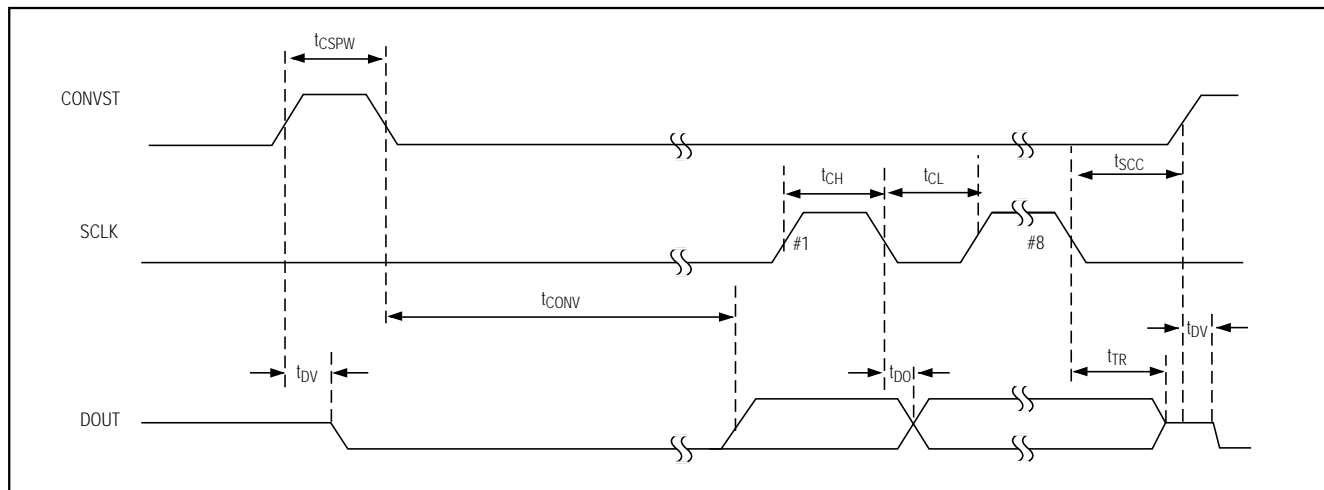 tCSPW
CONVST
tSCC
tCH
tCL
SCLK
#1
#8
tCONV
tDV
tTR
tDV
tDO
DOUT